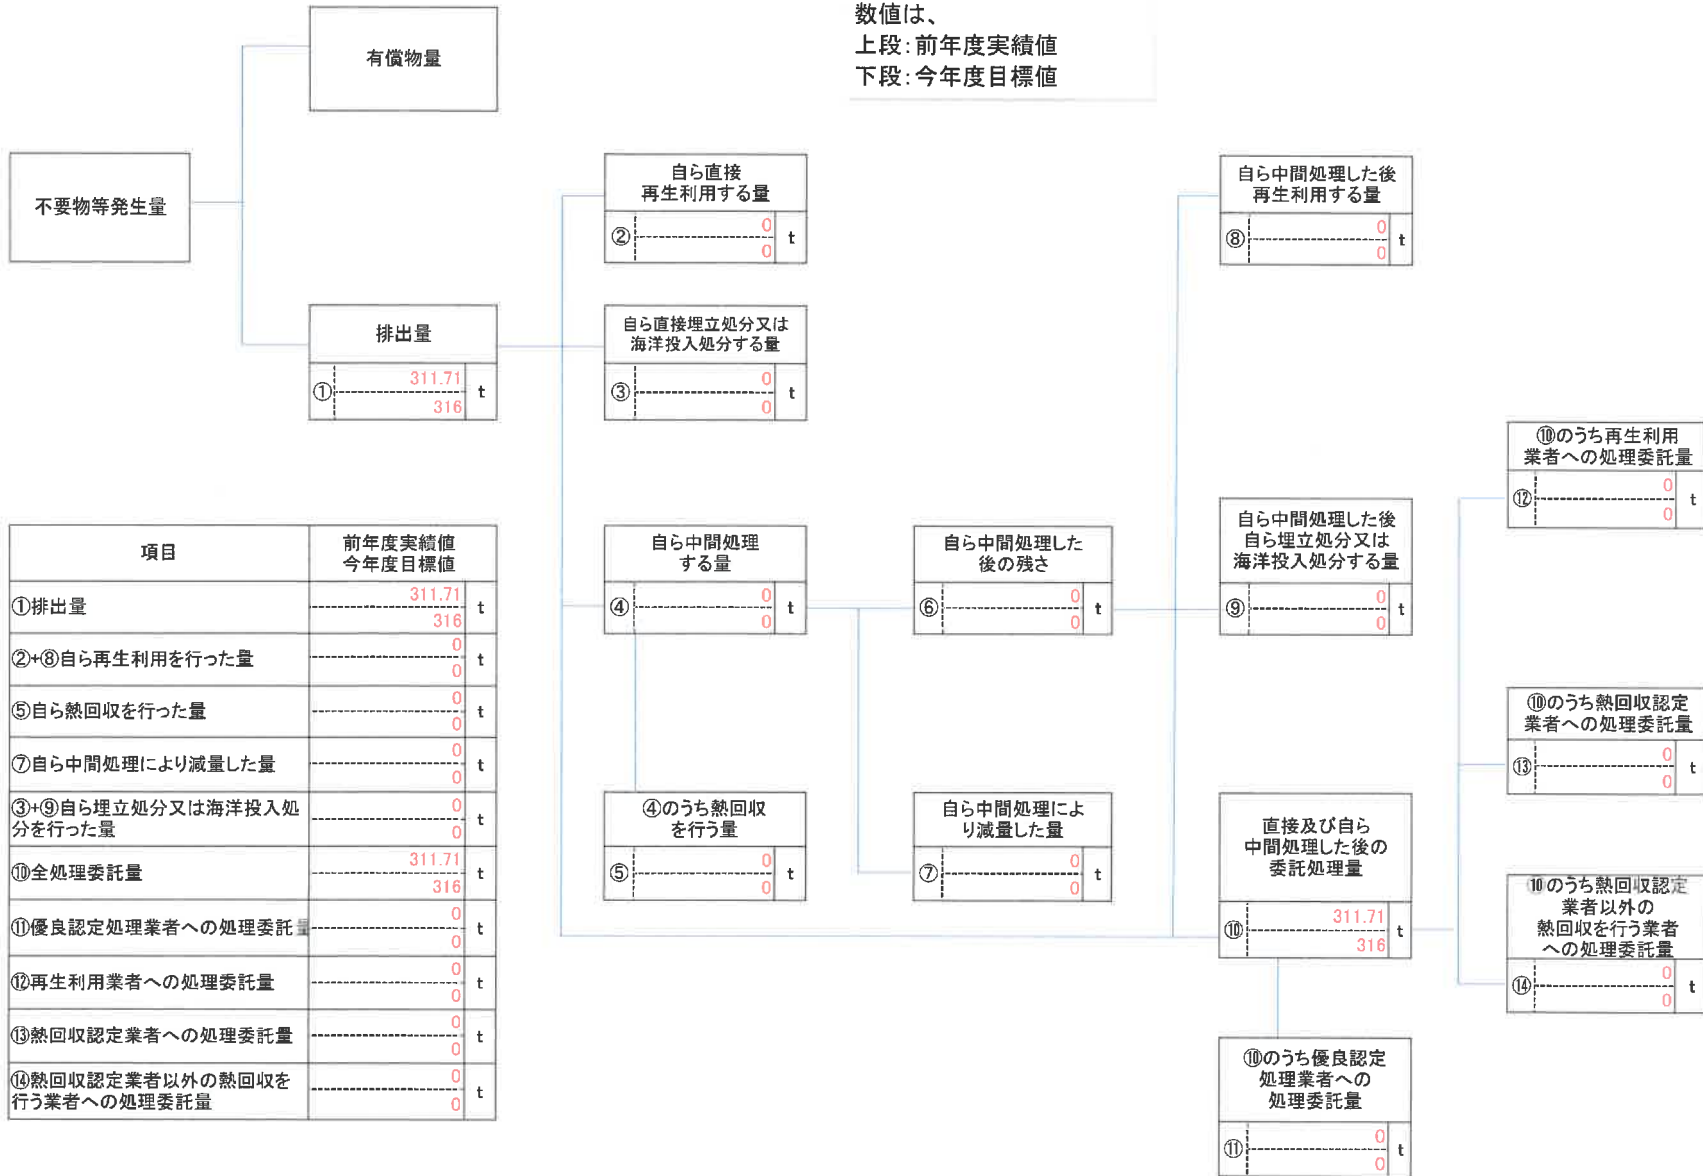 数値は、
上段:前年度実績値
下段:今年度目標値
有償物量
不要物等発生量
排出量
①
311.71
316
t
自ら直接
再生利用する量
②
0
0
t
自ら直接埋立処分又は
海洋投入処分する量
③
0
0
t
自ら中間処理
する量
④
0
0
t
④のうち熱回収
を行う量
⑤
0
0
t
自ら中間処理した
後の残さ
⑥
0
0
t
自ら中間処理によ
り減量した量
⑦
0
0
t
自ら中間処理した後
再生利用する量
⑧
0
0
t
自ら中間処理した後
自ら埋立処分又は
海洋投入処分する量
⑨
0
0
t
直接及び自ら
中間処理した後の
委託処理量
⑩
311.71
316
t
⑩のうち優良認定
処理業者への
処理委託量
⑪
0
0
t
⑩のうち再生利用
業者への処理委託量
⑫
0
0
t
⑩のうち熱回収認定
業者への処理委託量
⑬
0
0
t
⑩のうち熱回収認定
業者以外の
熱回収を行う業者
への処理委託量
⑭
0
0
t
項目
前年度実績値
今年度目標値
①排出量
311.71
316
t
②+⑧自ら再生利用を行った量
0
0
t
⑤自ら熱回収を行った量
0
0
t
⑦自ら中間処理により減量した量
0
0
t
③+⑨自ら埋立処分又は海洋投入処
分を行った量
0
0
t
⑩全処理委託量
311.71
316
t
⑪優良認定処理業者への処理委託量
0
0
t
⑫再生利用業者への処理委託量
0
0
t
⑬熱回収認定業者への処理委託量
0
0
t
⑭熱回収認定業者以外の熱回収を
行う業者への処理委託量
0
0
t